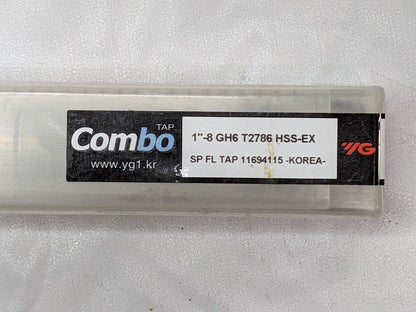 TAP
Combo
www.yg1.kr
1"-8 GH6 T2786 HSS-EX
SP FL TAP 11694115 -KOREA-
YG